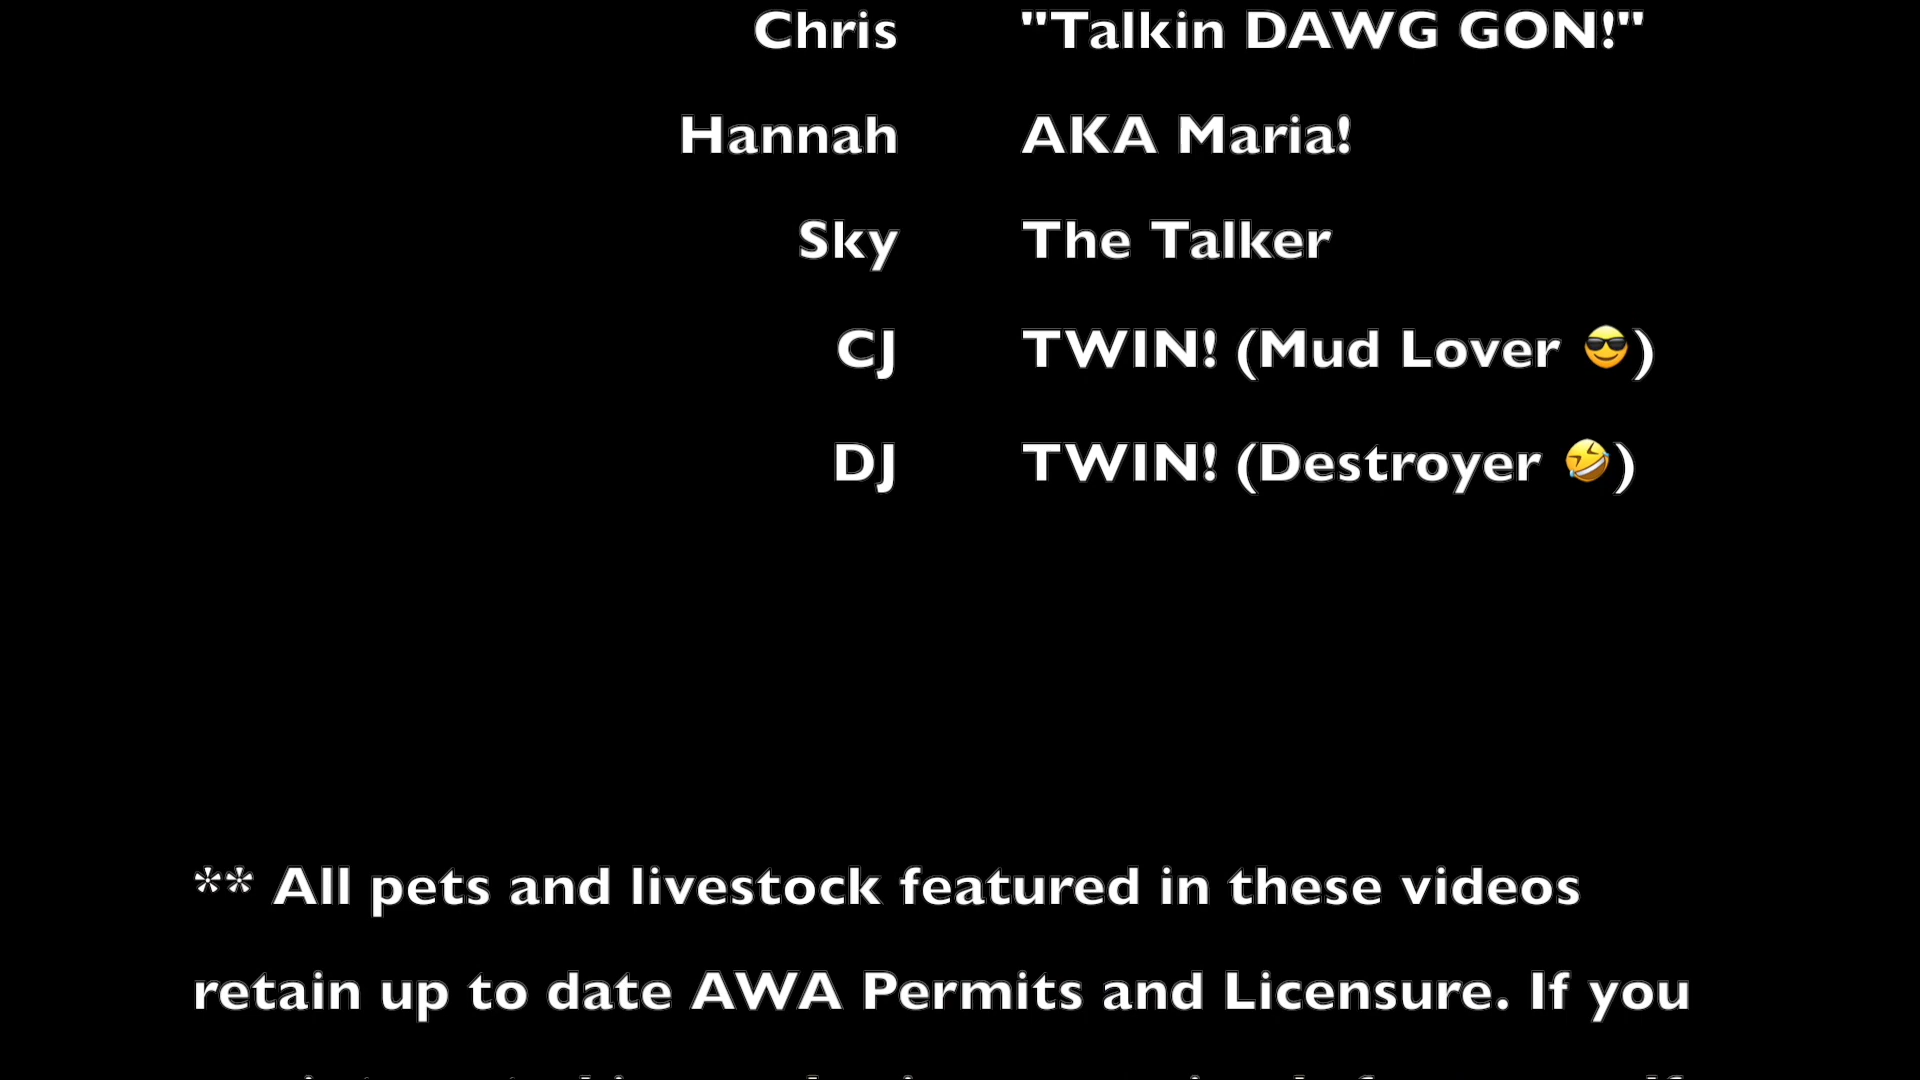 Chris "Talkin DAWG GON!"
Hannah AKA Maria!
Sky The Talker
CJ TWIN! (Mud Lover 😎)
DJ TWIN! (Destroyer 🤣)
** All pets and livestock featured in these videos
retain up to date AWA Permits and Licensure. If you